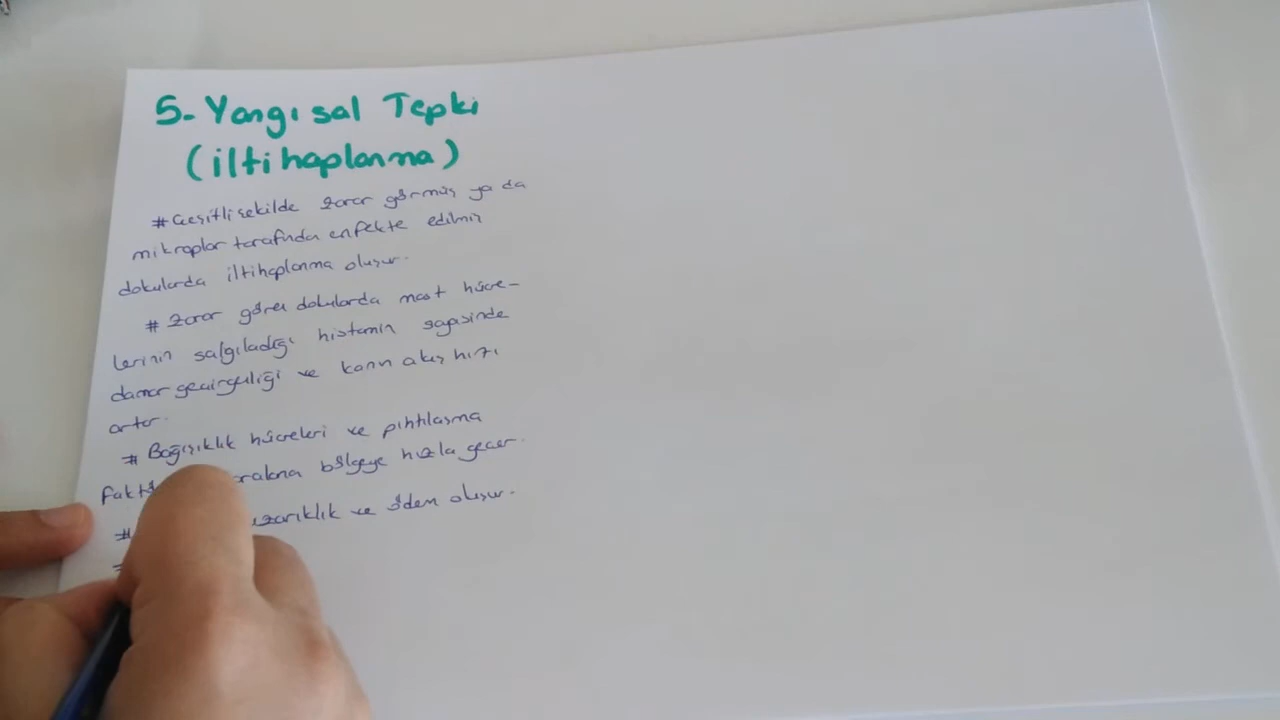 5- Yangısal Tepki
(iltihaplanma)
# Çeşitli şekilde zarar görmüş ya da
mikroplar tarafında enfekte edilmiş
dokularda iltihaplanma oluşur.
# Zarar gören dokularda mast hücre-
lerinin salgıladığı histamin sayesinde
damar geçirgenliği ve kanın akış hızı
artar.
# Bağışıklık hücreleri ve pıhtılaşma
bölgeye hızla geçer.
# ve ödem oluşur.